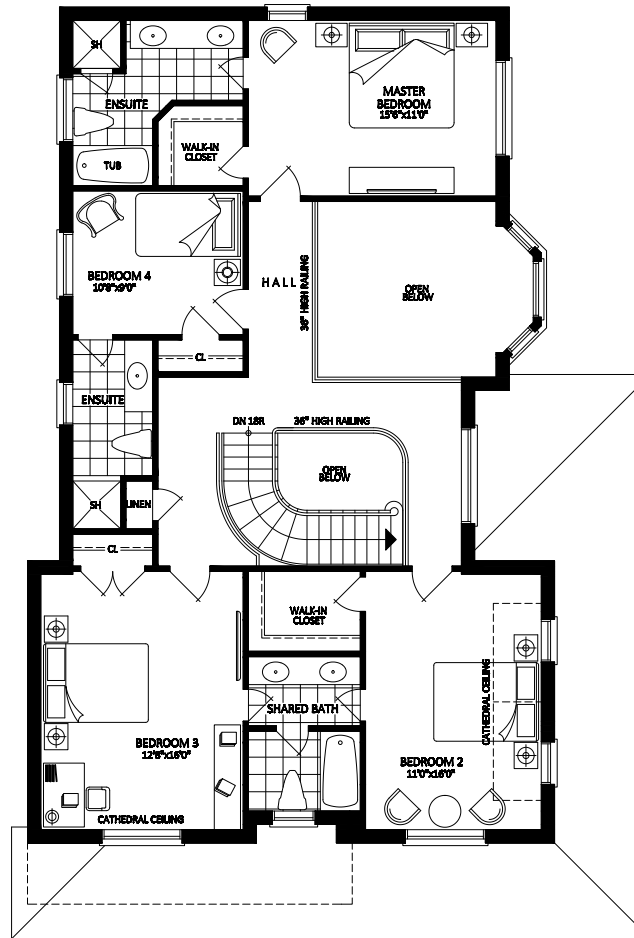 SH
ENSUITE
MASTER
BEDROOM
15'6"x11'0"
WALK-IN
CLOSET
TUB
BEDROOM 4
10'8"x9'0"
HALL
36" HIGH RAILING
OPEN
BELOW
CL
ENSUITE
DN 18R
36" HIGH RAILING
OPEN
BELOW
SH
LINEN
CL
WALK-IN
CLOSET
SHARED BATH
CATHEDRAL CEILING
BEDROOM 3
12'6"x16'0"
BEDROOM 2
11'0"x16'0"
CATHEDRAL CEILING